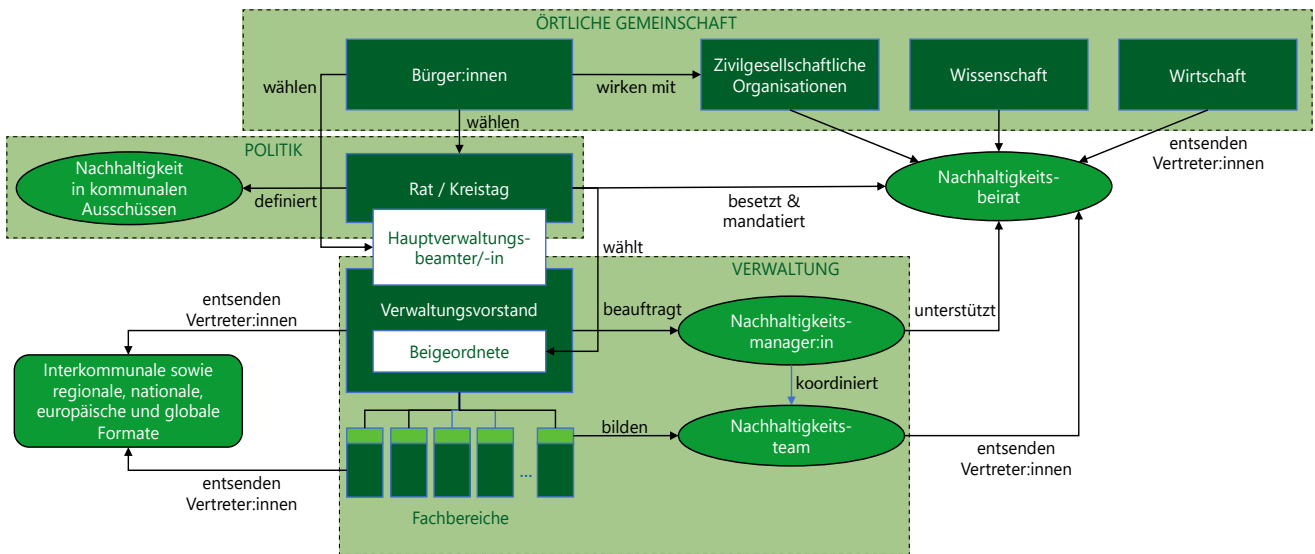 ÖRTLICHE GEMEINSCHAFT
Bürger:innen
Zivilgesellschaftliche
Organisationen
Wissenschaft
Wirtschaft
wählen
wirken mit
wählen
entsenden
Vertreter:innen
POLITIK
Nachhaltigkeit
in kommunalen
Ausschüssen
definiert
Rat / Kreistag
besetzt &
mandatiert
Nachhaltigkeits-
beirat
Hauptverwaltungs-
beamter/-in
wählt
VERWALTUNG
entsenden
Vertreter:innen
Verwaltungsvorstand
beauftragt
Nachhaltigkeits-
manager:in
unterstützt
Beigeordnete
Interkommunale sowie
regionale, nationale,
europäische und globale
Formate
koordiniert
bilden
Nachhaltigkeits-
team
entsenden
Vertreter:innen
...
entsenden
Vertreter:innen
Fachbereiche